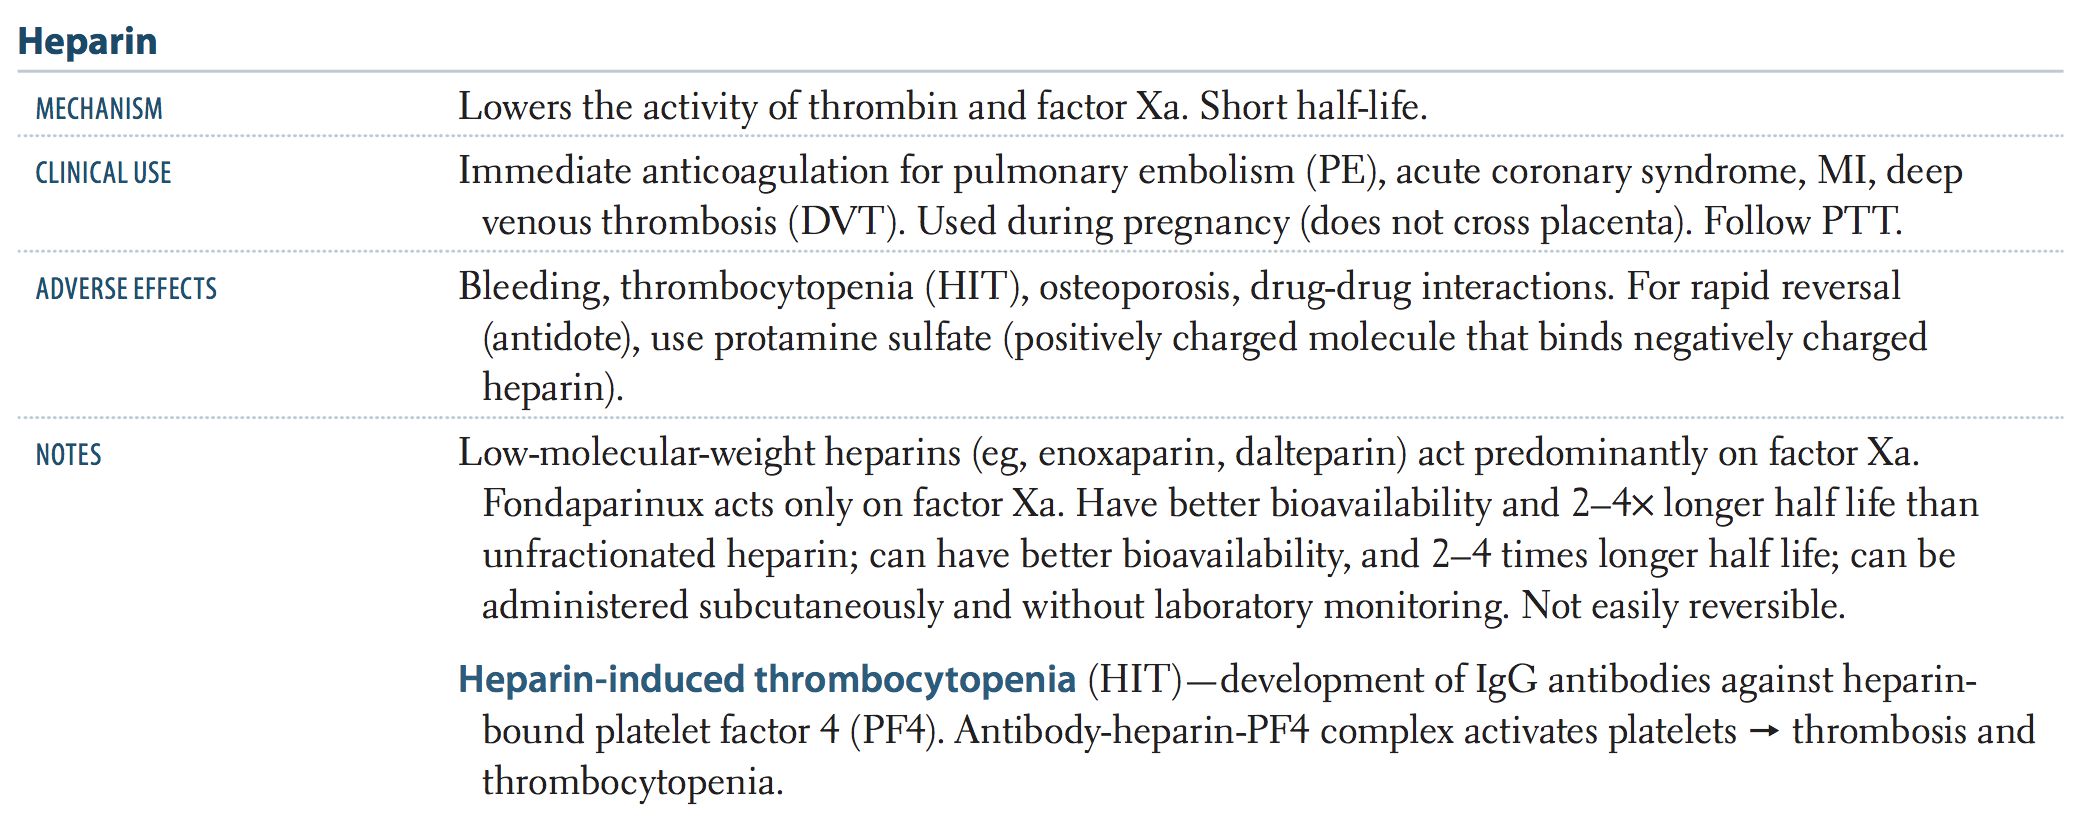 Heparin
MECHANISM Lowers the activity of thrombin and factor Xa. Short half-life.
CLINICAL USE Immediate anticoagulation for pulmonary embolism (PE), acute coronary syndrome, MI, deep
venous thrombosis (DVT). Used during pregnancy (does not cross placenta). Follow PTT.
ADVERSE EFFECTS Bleeding, thrombocytopenia (HIT), osteoporosis, drug-drug interactions. For rapid reversal
(antidote), use protamine sulfate (positively charged molecule that binds negatively charged
heparin).
NOTES Low-molecular-weight heparins (eg, enoxaparin, dalteparin) act predominantly on factor Xa.
Fondaparinux acts only on factor Xa. Have better bioavailability and 2–4× longer half life than
unfractionated heparin; can have better bioavailability, and 2–4 times longer half life; can be
administered subcutaneously and without laboratory monitoring. Not easily reversible.
Heparin-induced thrombocytopenia (HIT)—development of IgG antibodies against heparin-
bound platelet factor 4 (PF4). Antibody-heparin-PF4 complex activates platelets → thrombosis and
thrombocytopenia.